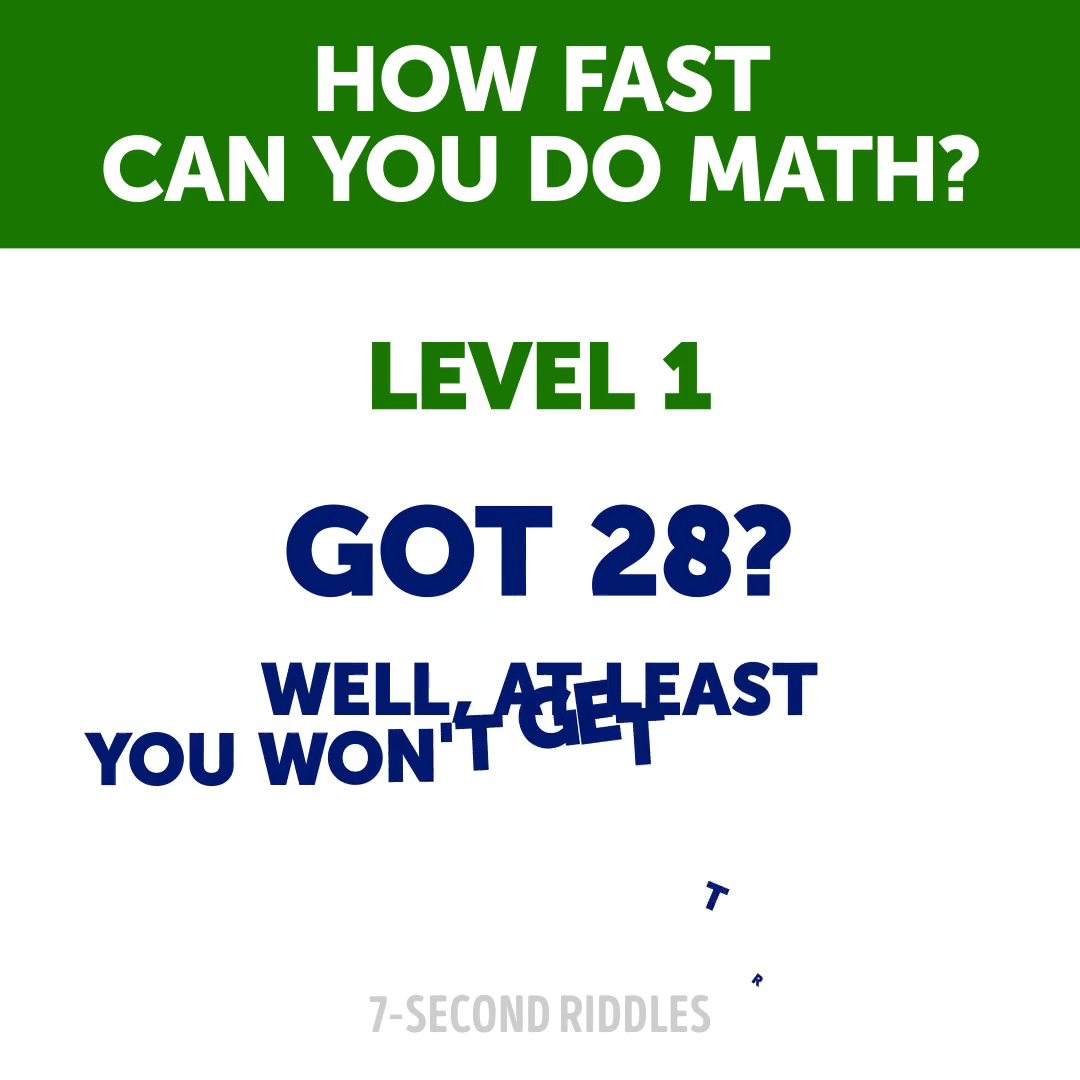 HOW FAST
CAN YOU DO MATH?
LEVEL 1
GOT 28?
WELL, AT LEAST
YOU WON'T GET
T
R
7-SECOND RIDDLES